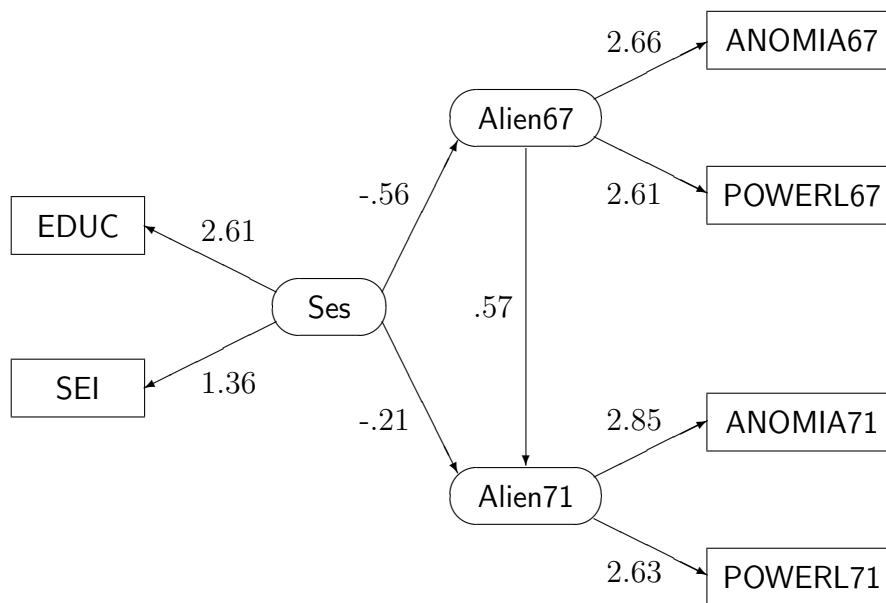 2.66
ANOMIA67
Alien67
-.56
2.61
POWERL67
EDUC
2.61
Ses
.57
SEI
1.36
-.21
2.85
ANOMIA71
Alien71
2.63
POWERL71